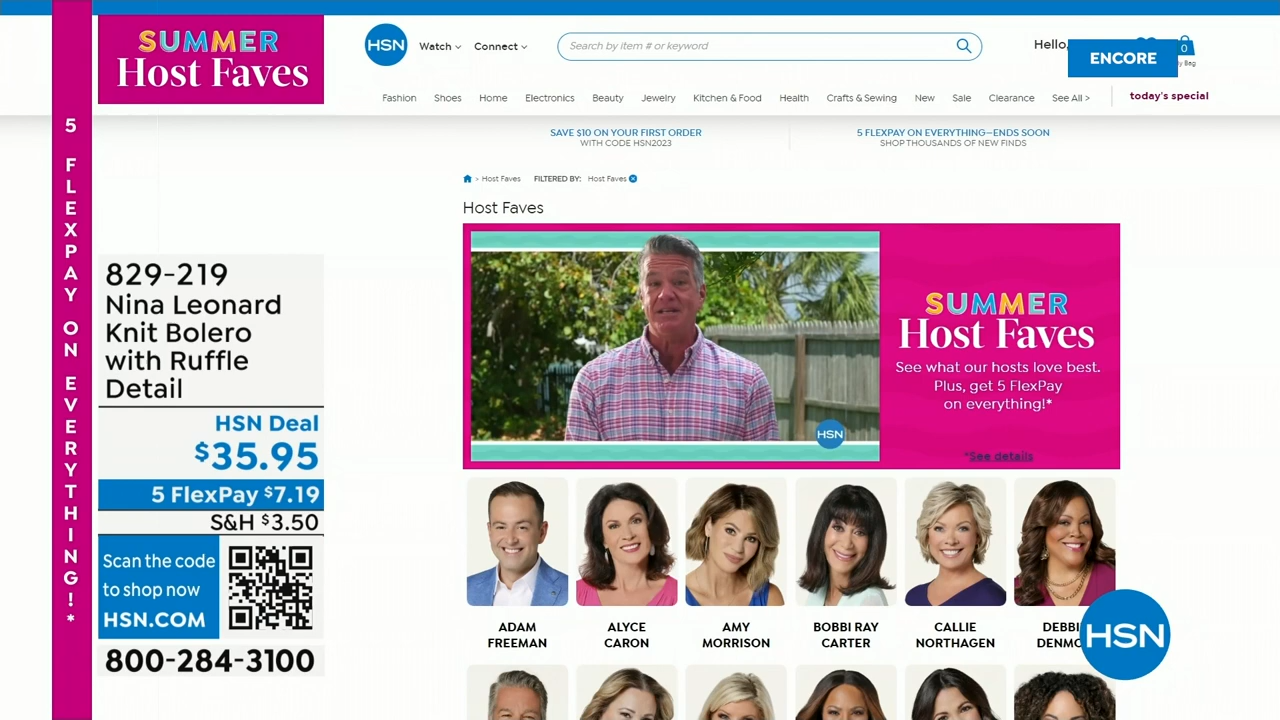 SUMMER
Host Faves
5 FLEXPAY ON EVERYTHING!*
829-219
Nina Leonard
Knit Bolero
with Ruffle
Detail
HSN Deal
$35.95
5 FlexPay $7.19
S&H $3.50
Scan the code
to shop now
HSN.COM
800-284-3100
HSN
Watch
Connect
Search by item # or keyword
Hello,
ENCORE
0
Bag
Fashion Shoes Home Electronics Beauty Jewelry Kitchen & Food Health Crafts & Sewing New Sale Clearance See All > today's special
SAVE $10 ON YOUR FIRST ORDER
WITH CODE HSN2023
5 FLEXPAY ON EVERYTHING—ENDS SOON
SHOP THOUSANDS OF NEW FINDS
> Host Faves FILTERED BY: Host Faves
Host Faves
HSN
SUMMER
Host Faves
See what our hosts love best.
Plus, get 5 FlexPay
on everything!*
*See details
ADAM
FREEMAN
ALYCE
CARON
AMY
MORRISON
BOBBI RAY
CARTER
CALLIE
NORTHAGEN
HSN